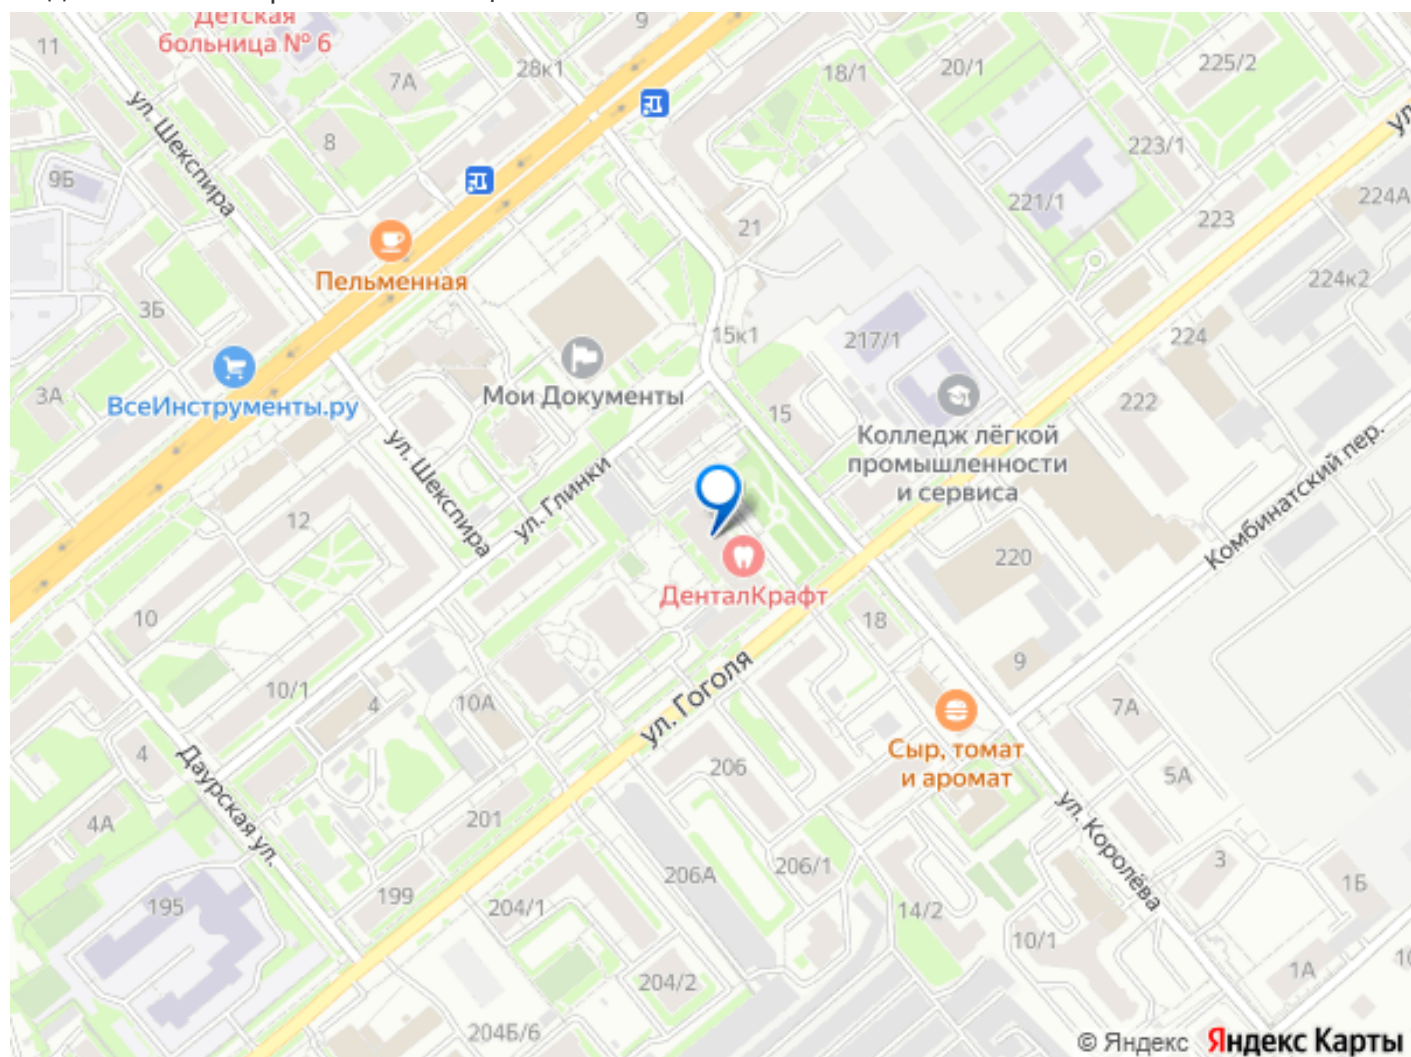 Детская
больница № 6
9
11
28к1
7А
18/1
20/1
225/2
ул. Шекспира
8
223/1
9Б
221/1
224А
21
223
Пельменная
224к2
3Б
15к1
217/1
224
Мои Документы
3А
ВсеИнструменты.ру
15
222
Колледж лёгкой
промышленности
и сервиса
ул. Шекспира
ул. Глинки
Комбинатский пер.
12
220
ДенталКрафт
10
18
9
ул. Гоголя
10/1
4
10А
7А
Сыр, томат
и аромат
4
206
5А
Даурская ул.
201
4А
ул. Королёва
3
206А
206/1
1Б
199
195
204/1
14/2
10/1
1А
204/2
204Б/6
© Яндекс Яндекс Карты